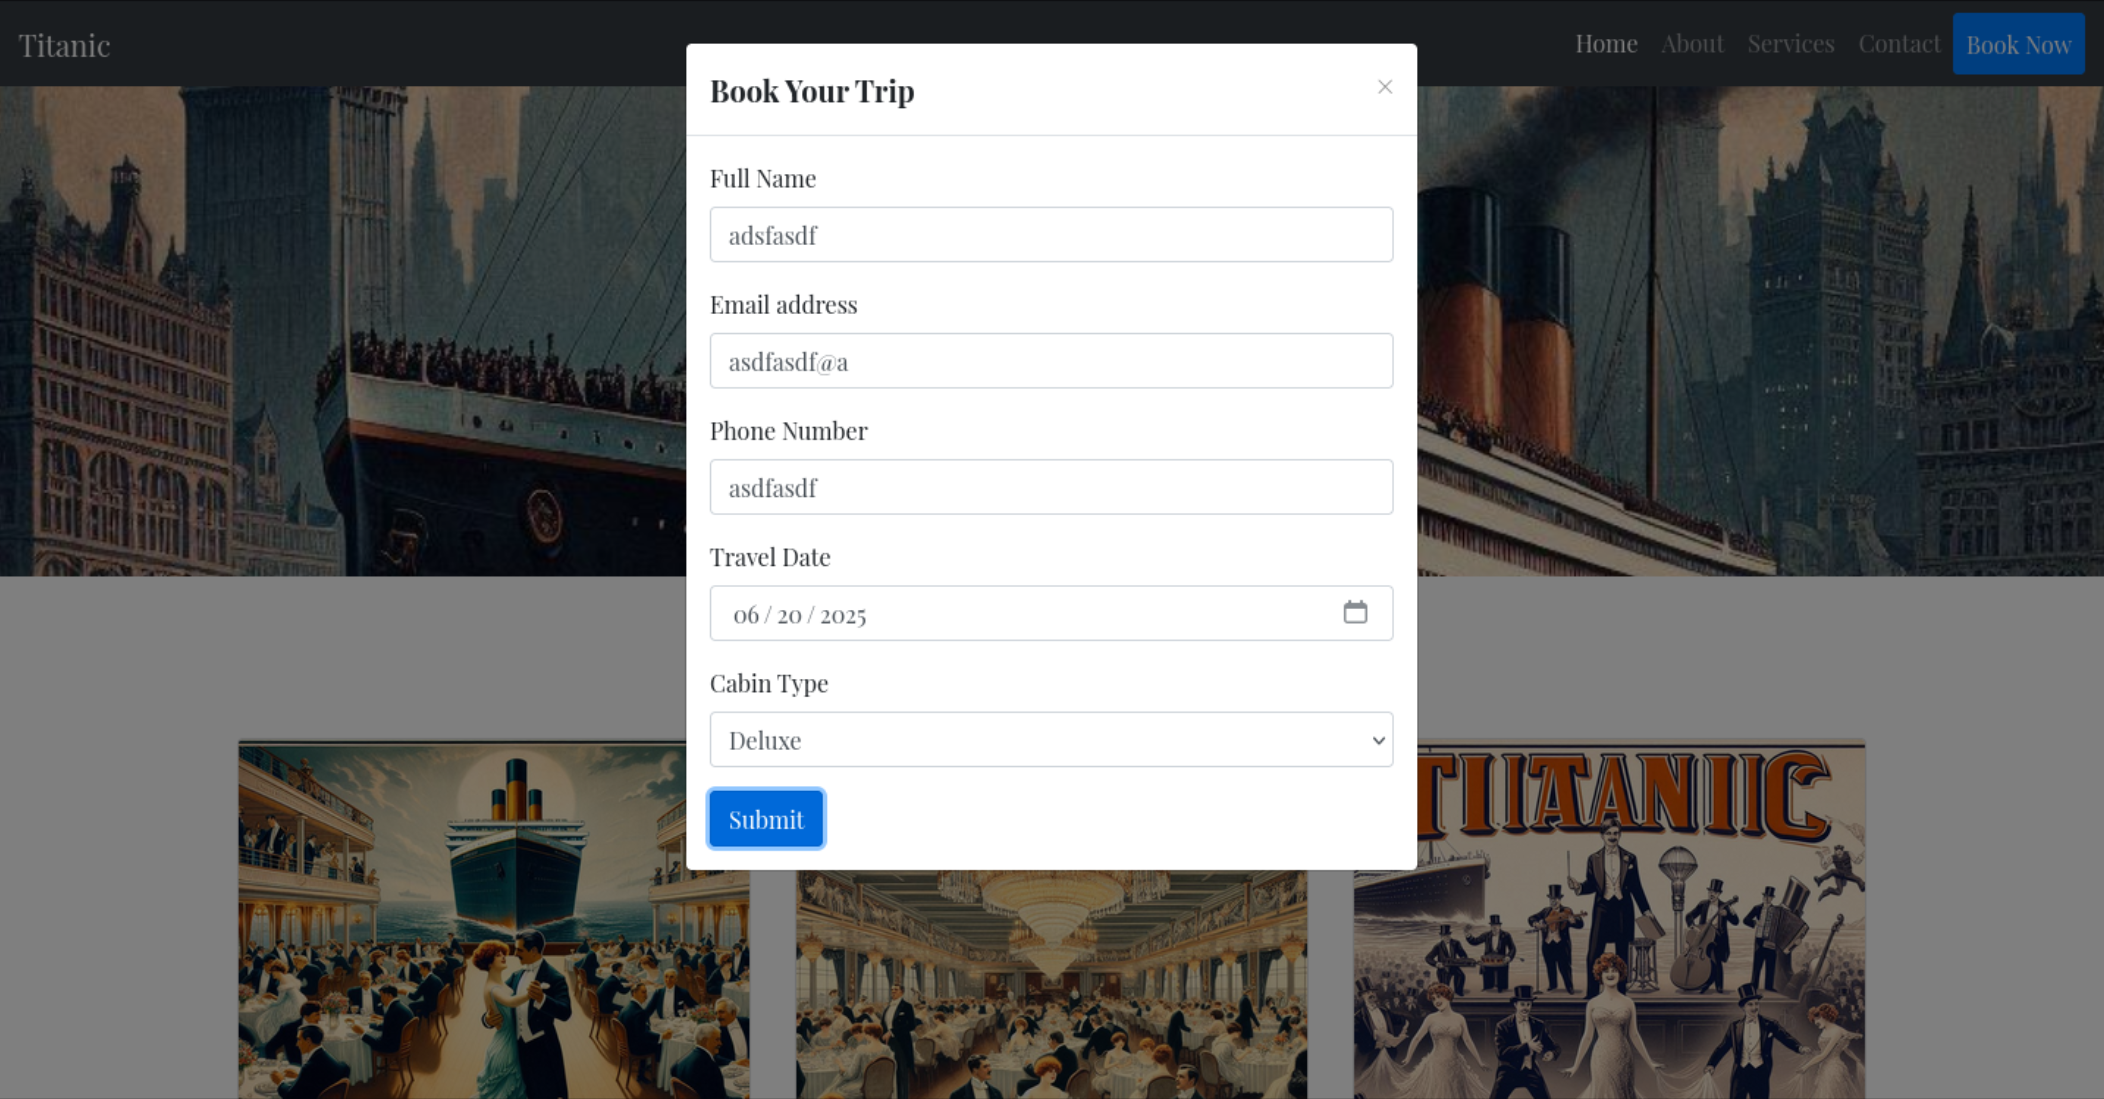 Titanic
Home About Services Contact Book Now
Book Your Trip
×
Full Name
adsfasdf
Email address
asdfasdf@a
Phone Number
asdfasdf
Travel Date
06 / 20 / 2025
Cabin Type
Deluxe
Submit
TITAANIC